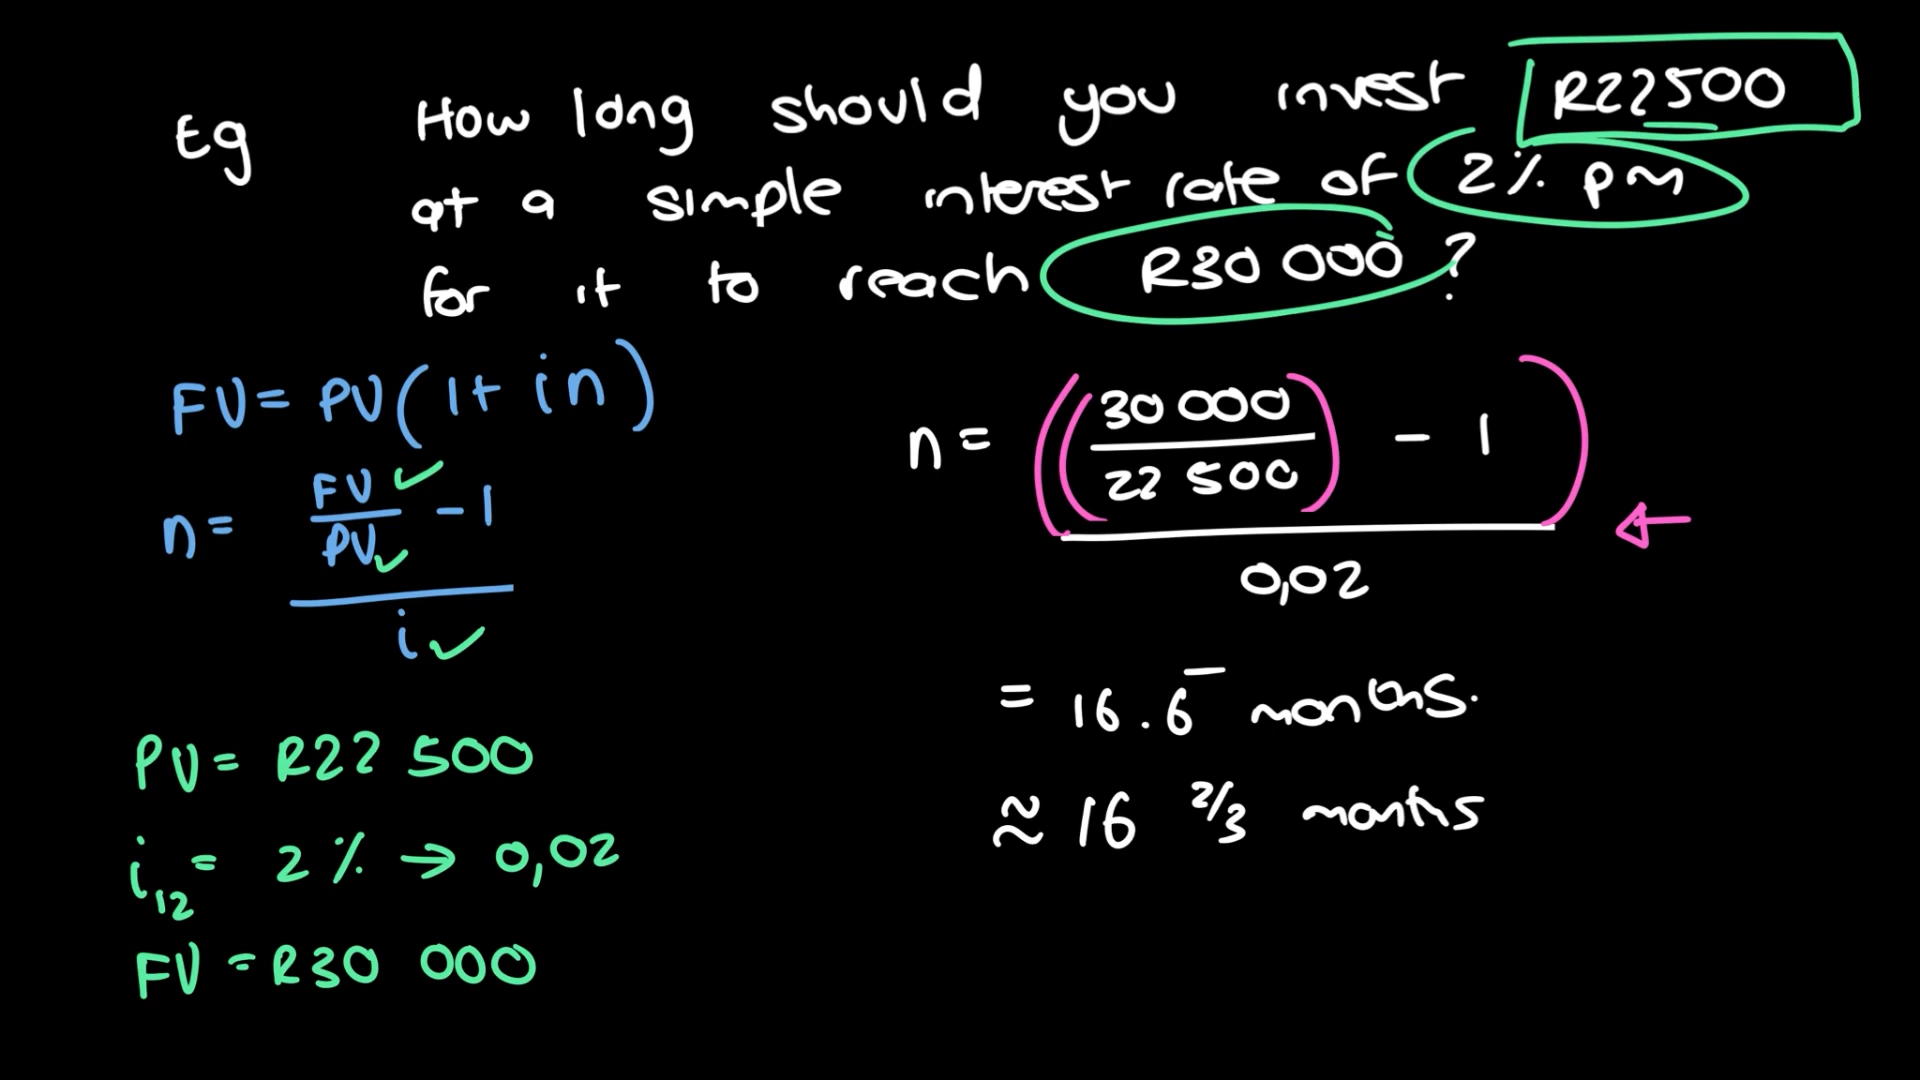 Eg How long should you invest R22500
at a simple interest rate of 2% pm
for it to reach R30 000 ?
FV = PV(1 + in)
n = FV/PV - 1
i
PV = R22 500
i12 = 2% → 0,02
FV = R30 000
n = ((30 000/22 500) - 1)
0,02
= 16.6̅ months.
≈ 16 2/3 months